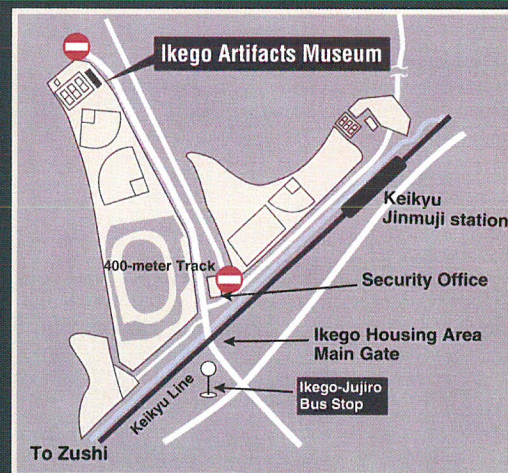 Ikego Artifacts Museum
Keikyu
Jinmuji station
400-meter Track
Security Office
Ikego Housing Area
Main Gate
Keikyu Line
Ikego-Jujiro
Bus Stop
To Zushi